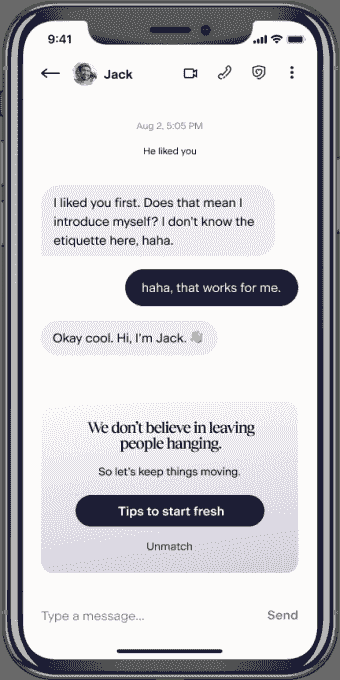 9:41
Jack
Aug 2, 5:05 PM
He liked you
I liked you first. Does that mean I
introduce myself? I don't know the
etiquette here, haha.
haha, that works for me.
Okay cool. Hi, I'm Jack. 👋
We don't believe in leaving
people hanging.
So let's keep things moving.
Tips to start fresh
Unmatch
Type a message...
Send